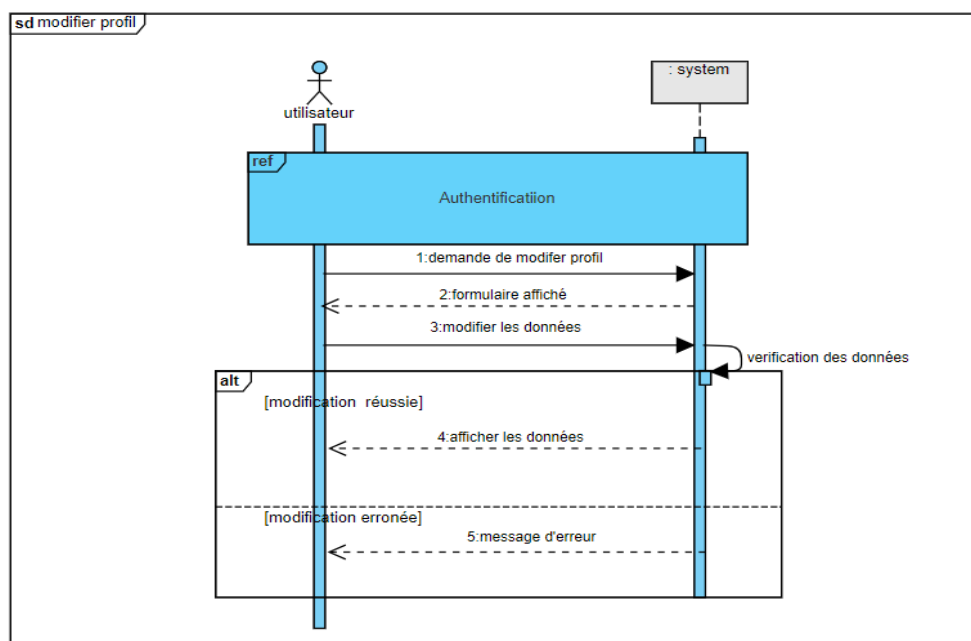 sd modifier profil
: system
utilisateur
ref
Authentificatiion
1:demande de modifer profil
2:formulaire affiché
3:modifier les données
verification des données
alt
[modification réussie]
4:afficher les données
[modification erronée]
5:message d'erreur